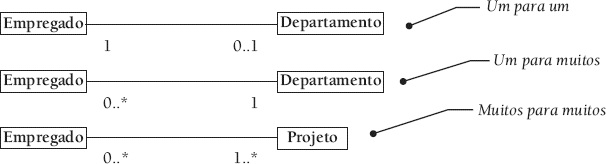 Um para um
Empregado Departamento
1 0..1
Um para muitos
Empregado Departamento
0..* 1
Muitos para muitos
Empregado Projeto
0..* 1..*